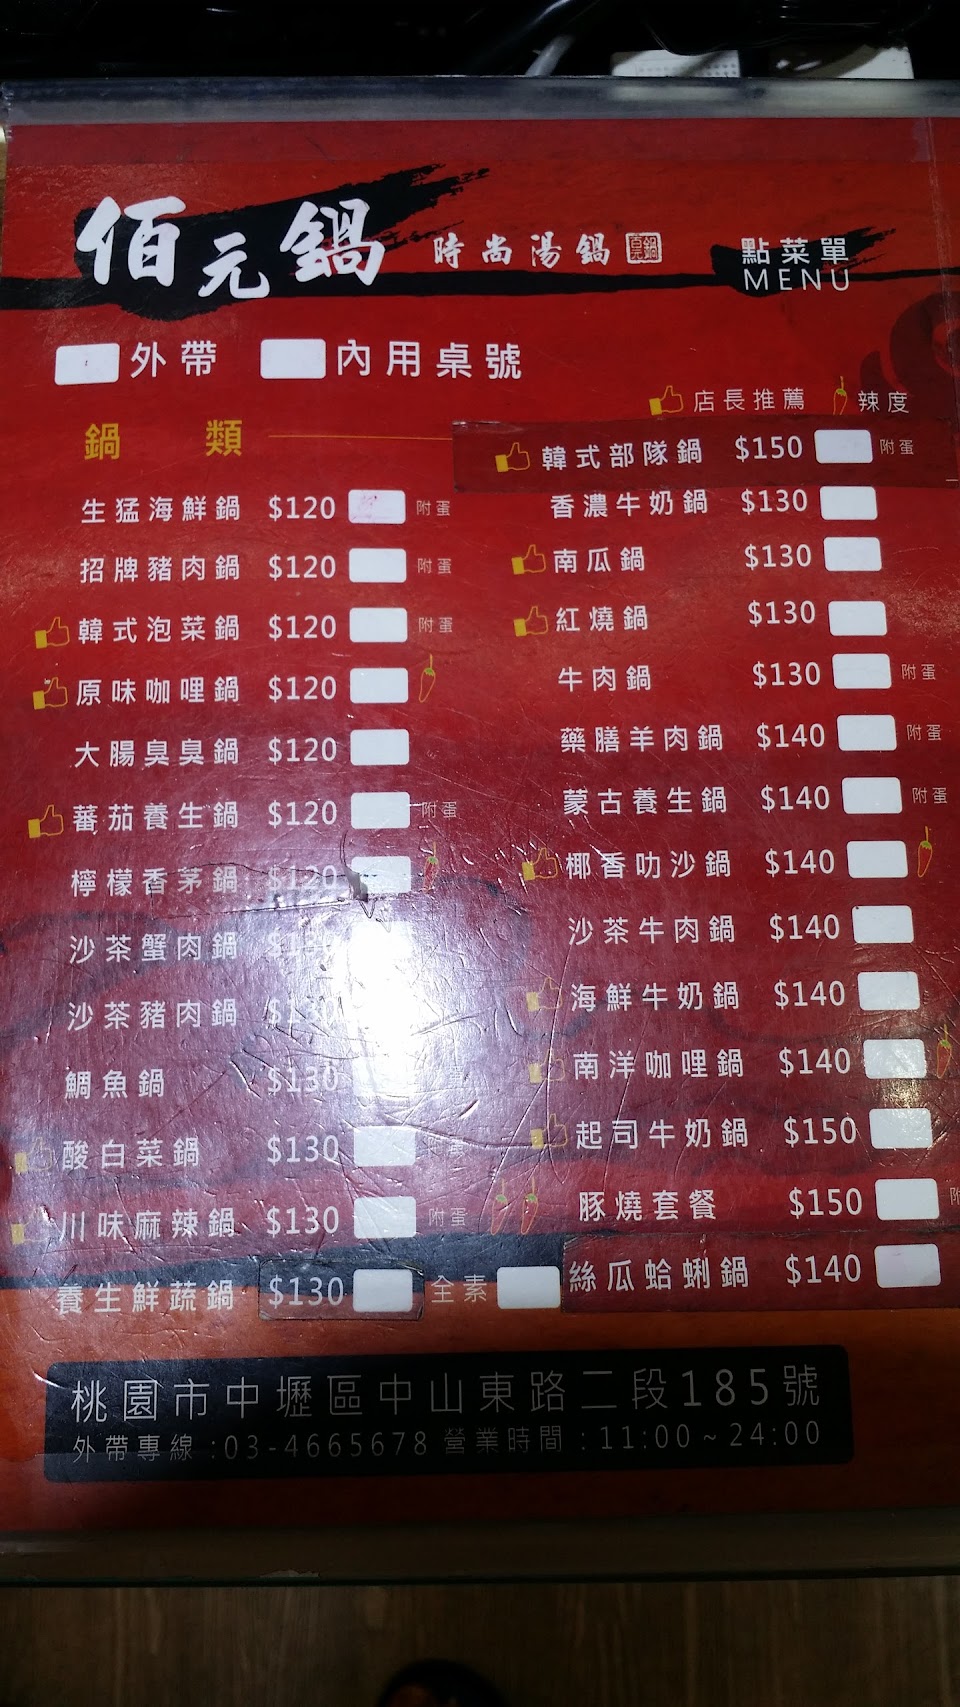 佰元鍋 時尚湯鍋 百元鍋 點菜單
MENU
外帶 內用桌號
店長推薦 辣度
鍋類
生猛海鮮鍋 $120 附蛋
招牌豬肉鍋 $120 附蛋
韓式泡菜鍋 $120 附蛋
原味咖哩鍋 $120
大腸臭臭鍋 $120
蕃茄養生鍋 $120 附蛋
檸檬香茅鍋 $120
沙茶蟹肉鍋
沙茶豬肉鍋 $130
鯛魚鍋 $130
酸白菜鍋 $130
川味麻辣鍋 $130 附蛋
養生鮮蔬鍋 $130 全素
韓式部隊鍋 $150 附蛋
香濃牛奶鍋 $130
南瓜鍋 $130
紅燒鍋 $130
牛肉鍋 $130 附蛋
藥膳羊肉鍋 $140 附蛋
蒙古養生鍋 $140 附蛋
椰香叻沙鍋 $140
沙茶牛肉鍋 $140
海鮮牛奶鍋 $140
南洋咖哩鍋 $140
起司牛奶鍋 $150
豚燒套餐 $150 附
絲瓜蛤蜊鍋 $140
桃園市中壢區中山東路二段185號
外帶專線:03-4665678 營業時間:11:00~24:00